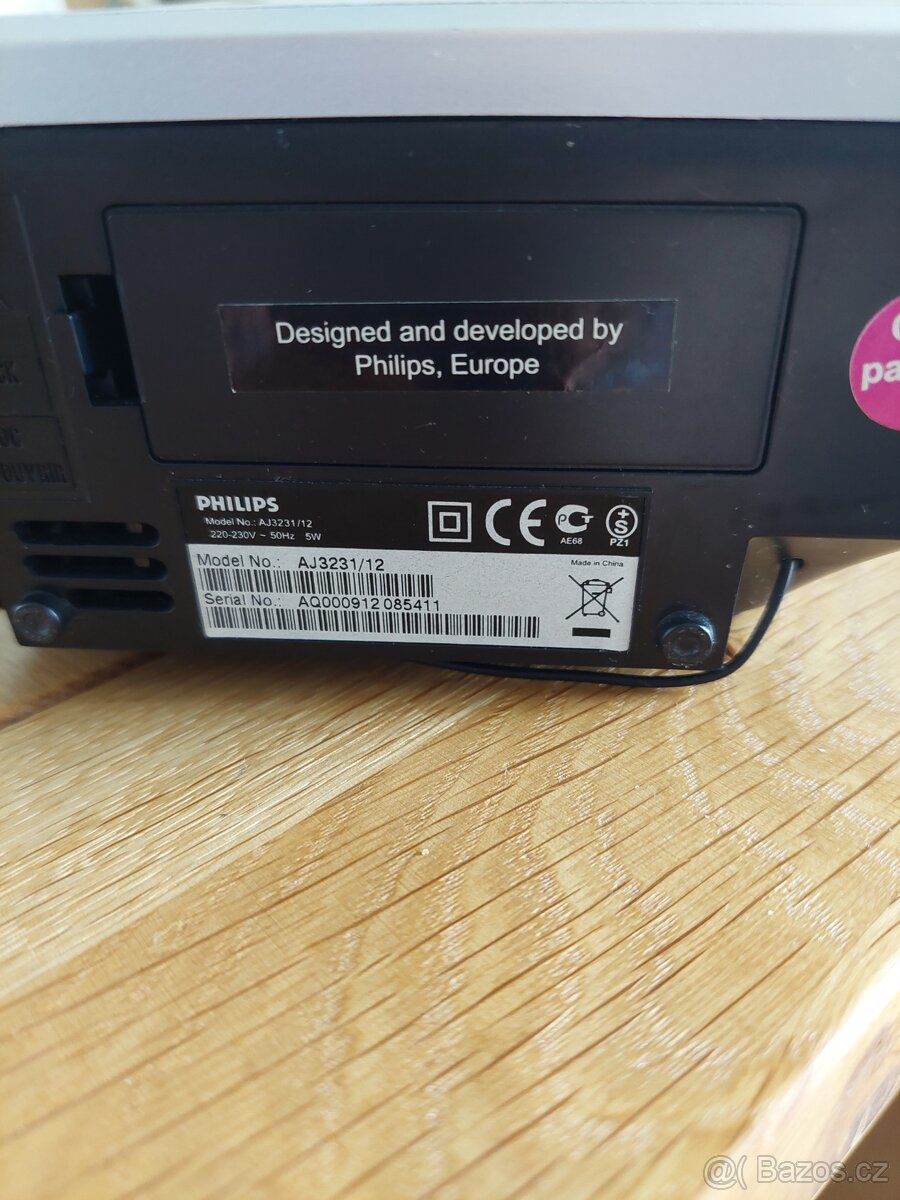 Designed and developed by
Philips, Europe
PHILIPS
Model No.: AJ3231/12
220-230V ~ 50Hz 5W
AE68
PZ1
Model No.: AJ3231/12
Made in China
Serial No.: AQ000912 085411
@( Bazos.cz